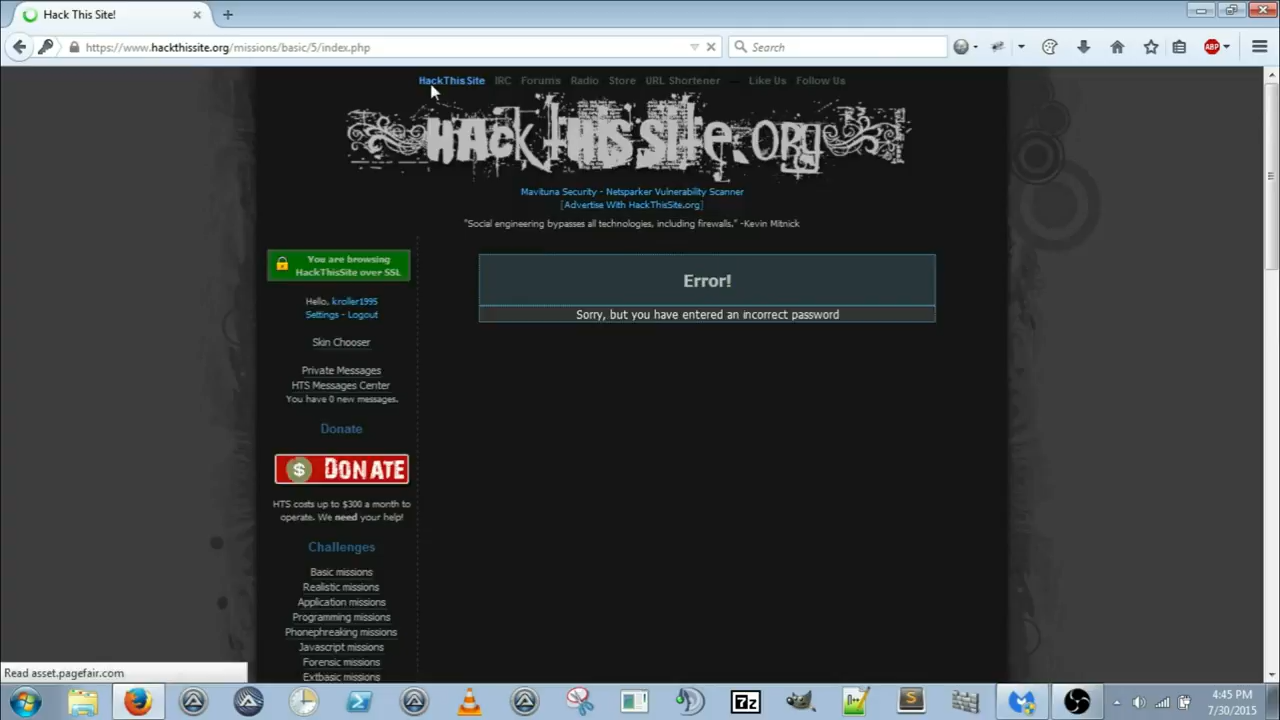 Hack This Site!
https://www.hackthissite.org/missions/basic/5/index.php
Search
ABP
HackThisSite IRC Forums Radio Store URL Shortener — Like Us Follow Us
HACK THIS SITE.ORG
Mavituna Security - Netsparker Vulnerability Scanner
[Advertise With HackThisSite.org]
"Social engineering bypasses all technologies, including firewalls." -Kevin Mitnick
You are browsing
HackThisSite over SSL
Error!
Sorry, but you have entered an incorrect password
Hello, kroller1995
Settings - Logout
Skin Chooser
Private Messages
HTS Messages Center
You have 0 new messages.
Donate
$ DONATE
HTS costs up to $300 a month to
operate. We need your help!
Challenges
Basic missions
Realistic missions
Application missions
Programming missions
Phonephreaking missions
Javascript missions
Forensic missions
Extbasic missions
Read asset.pagefair.com
7z
S
4:45 PM
7/30/2015